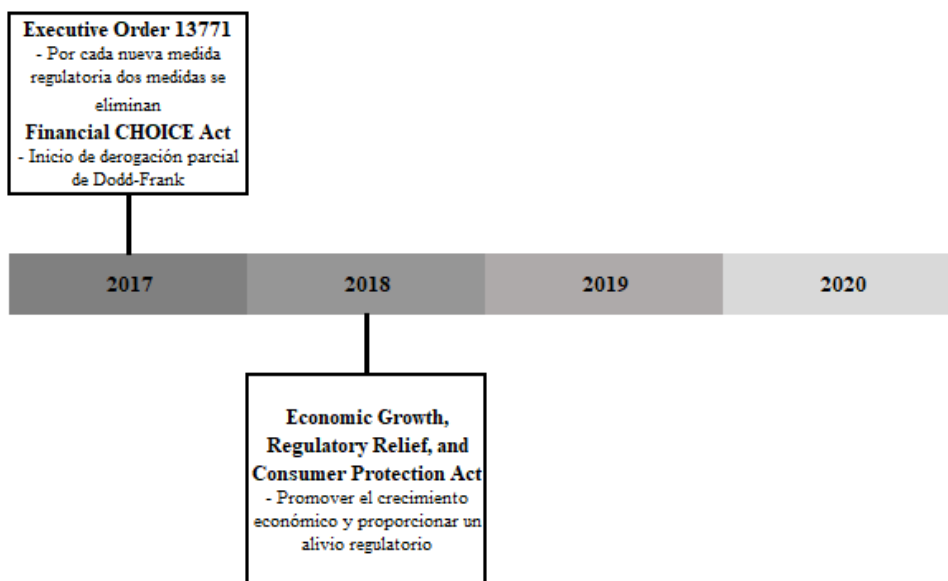 Executive Order 13771
- Por cada nueva medida
regulatoria dos medidas se
eliminan
Financial CHOICE Act
- Inicio de derogación parcial
de Dodd-Frank
2017
2018
2019
2020
Economic Growth,
Regulatory Relief, and
Consumer Protection Act
- Promover el crecimiento
económico y proporcionar un
alivio regulatorio